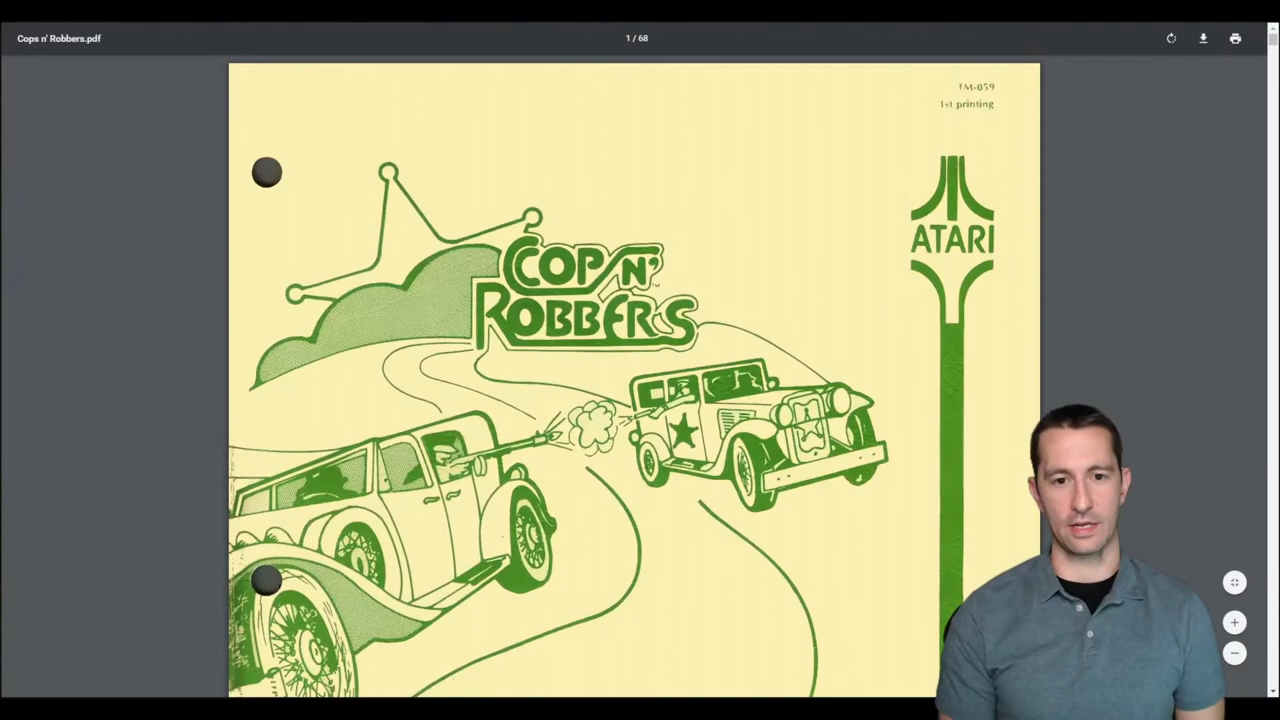 Cops n' Robbers.pdf
1 / 68
TM-059
1st printing
ATARI
COPS N'
ROBBERS